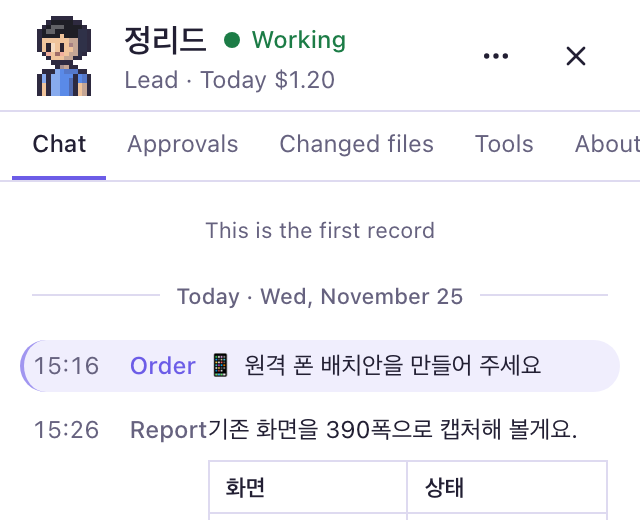 정리드 Working
Lead · Today $1.20
Chat Approvals Changed files Tools About
This is the first record
Today · Wed, November 25
15:16 Order 📱 원격 폰 배치안을 만들어 주세요
15:26 Report기존 화면을 390폭으로 캡처해 볼게요.
화면 상태